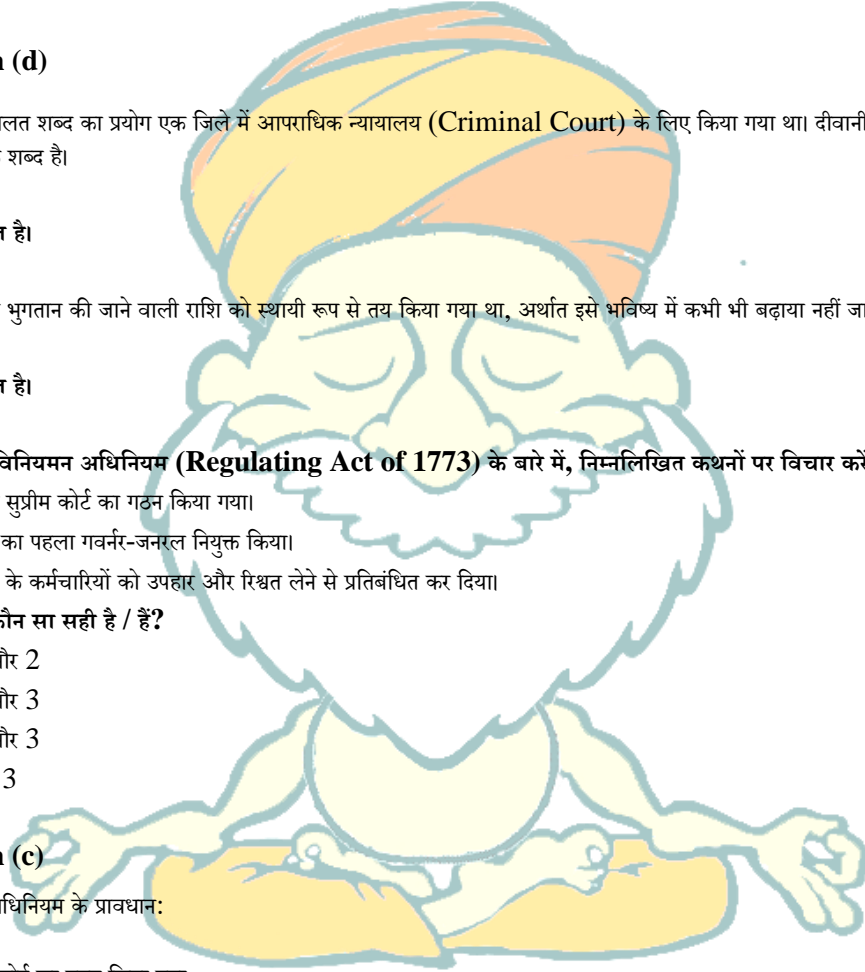 (d)
शब्द का प्रयोग एक जिले में आपराधिक न्यायालय (Criminal Court) के लिए किया गया था। दीवानी
शब्द है।
है।
भुगतान की जाने वाली राशि को स्थायी रूप से तय किया गया था, अर्थात इसे भविष्य में कभी भी बढ़ाया नहीं जा
है।
विनियमन अधिनियम (Regulating Act of 1773) के बारे में, निम्नलिखित कथनों पर विचार करें
सुप्रीम कोर्ट का गठन किया गया।
का पहला गवर्नर-जनरल नियुक्त किया।
के कर्मचारियों को उपहार और रिश्वत लेने से प्रतिबंधित कर दिया।
कौन सा सही है / हैं?
और 2
और 3
और 3
3
(c)
अधिनियम के प्रावधान: